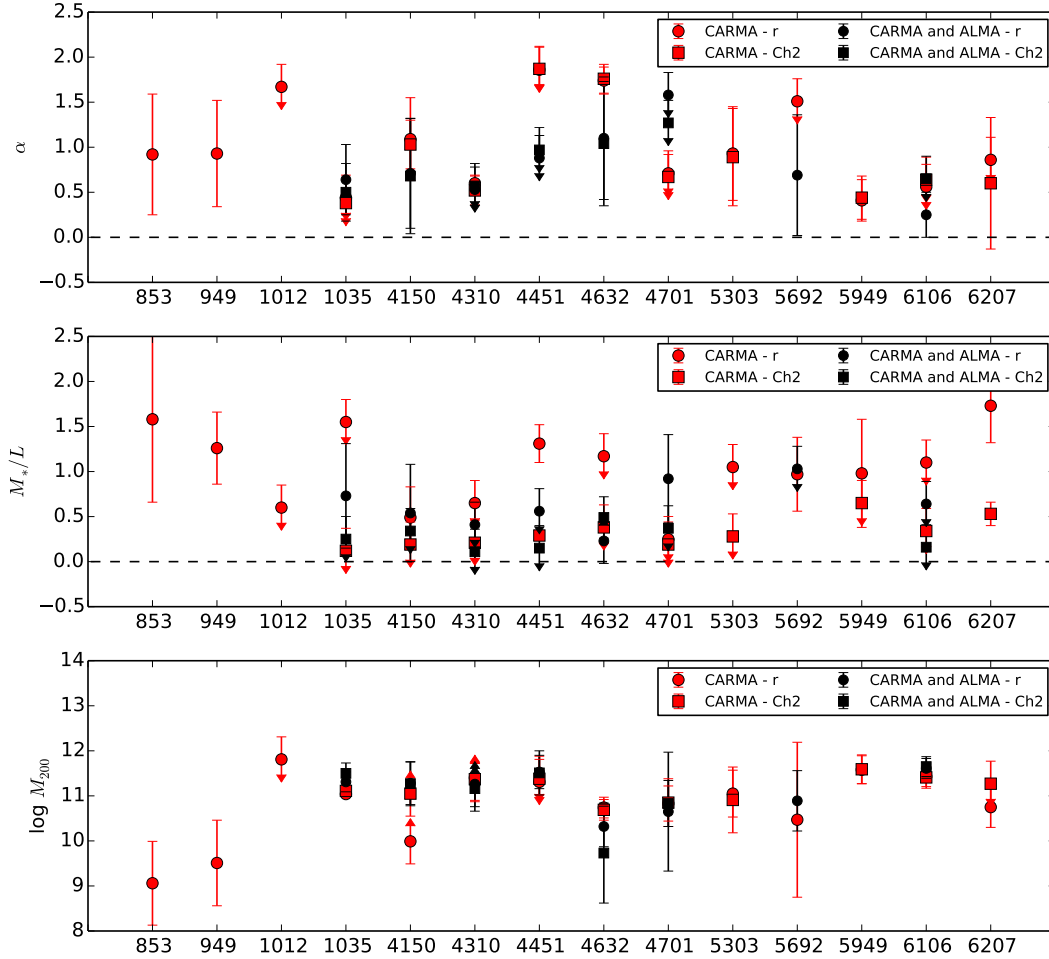 2.5
2.0
1.5
1.0
0.5
0.0
−0.5
α
CARMA - r
CARMA - Ch2
CARMA and ALMA - r
CARMA and ALMA - Ch2
853 949 1012 1035 4150 4310 4451 4632 4701 5303 5692 5949 6106 6207
2.5
2.0
1.5
1.0
0.5
0.0
−0.5
M∗/L
CARMA - r
CARMA - Ch2
CARMA and ALMA - r
CARMA and ALMA - Ch2
853 949 1012 1035 4150 4310 4451 4632 4701 5303 5692 5949 6106 6207
14
13
12
11
10
9
8
log M200
CARMA - r
CARMA - Ch2
CARMA and ALMA - r
CARMA and ALMA - Ch2
853 949 1012 1035 4150 4310 4451 4632 4701 5303 5692 5949 6106 6207